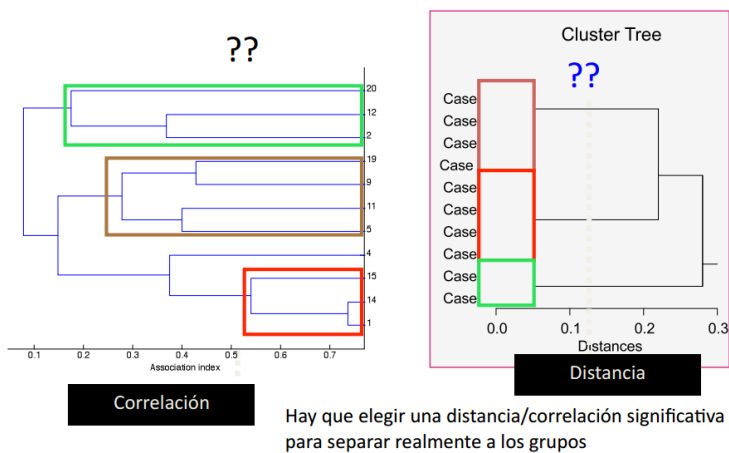 ??
20
12
2
19
9
11
5
4
15
14
1
0.1 0.2 0.3 0.4 0.5 0.6 0.7
Association index
Correlación
Cluster Tree
??
Case
Case
Case
Case
Case
Case
Case
Case
Case
Case
0.0 0.1 0.2 0.3
Distances
Distancia
Hay que elegir una distancia/correlación significativa
para separar realmente a los grupos